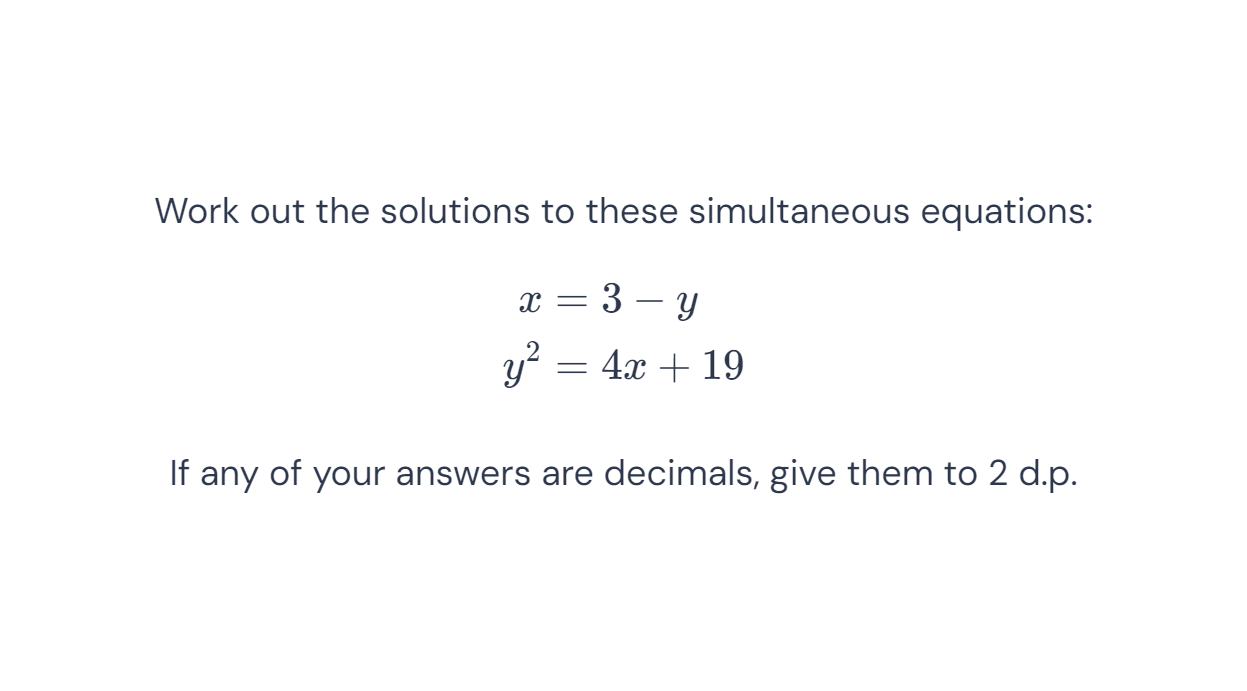 Work out the solutions to these simultaneous equations:
x = 3 − y
y² = 4x + 19
If any of your answers are decimals, give them to 2 d.p.